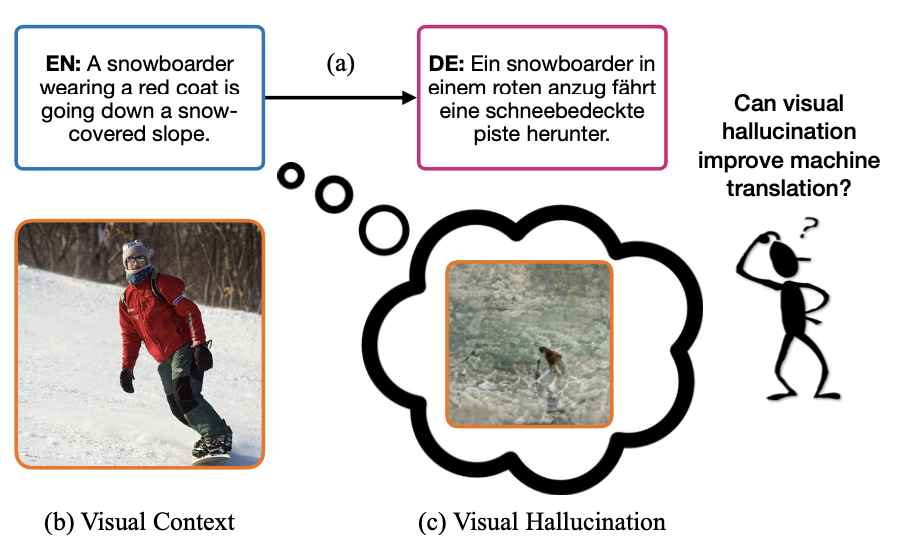 EN: A snowboarder
wearing a red coat is
going down a snow-
covered slope.
(a)
DE: Ein snowboarder in
einem roten anzug fährt
eine schneebedeckte
piste herunter.
Can visual
hallucination
improve machine
translation?
?
(b) Visual Context
(c) Visual Hallucination